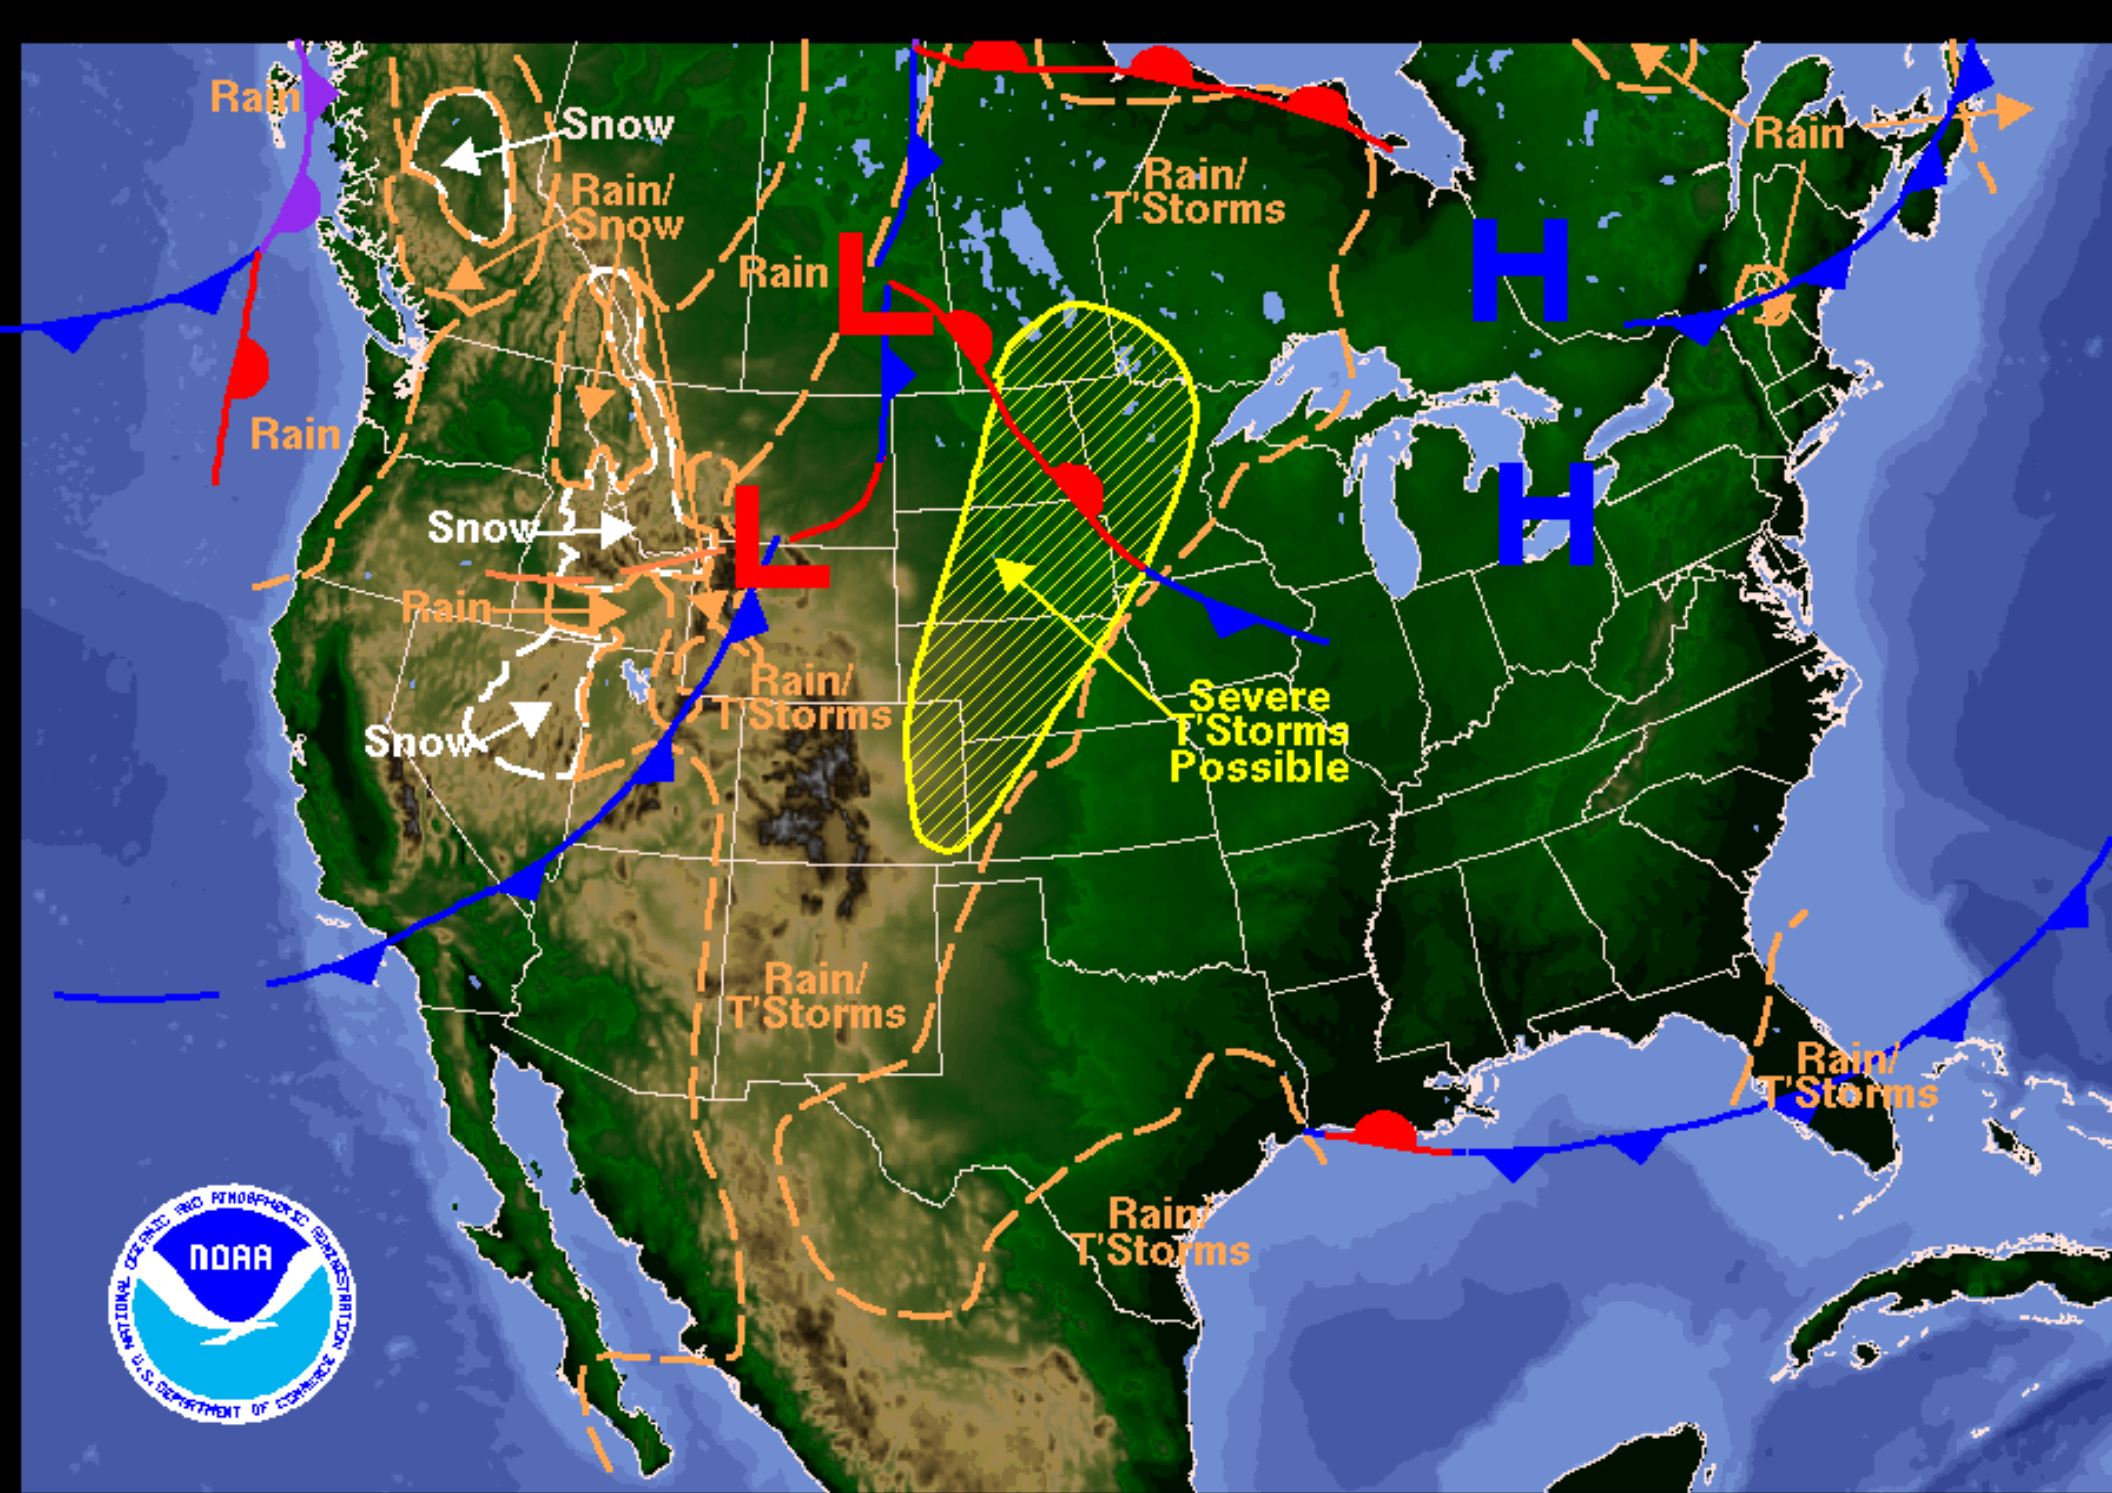 Rain
Snow
Rain
Rain/
Snow
Rain/
T'Storms
H
Rain
L
Rain
H
L
Snow
Rain
Rain/
T'Storms
Severe
T'Storms
Possible
Snow
Rain/
T'Storms
Rain/
T'Storms
Rain/
T'Storms
NATIONAL OCEANIC AND ATMOSPHERIC ADMINISTRATION
NOAA
U.S. DEPARTMENT OF COMMERCE